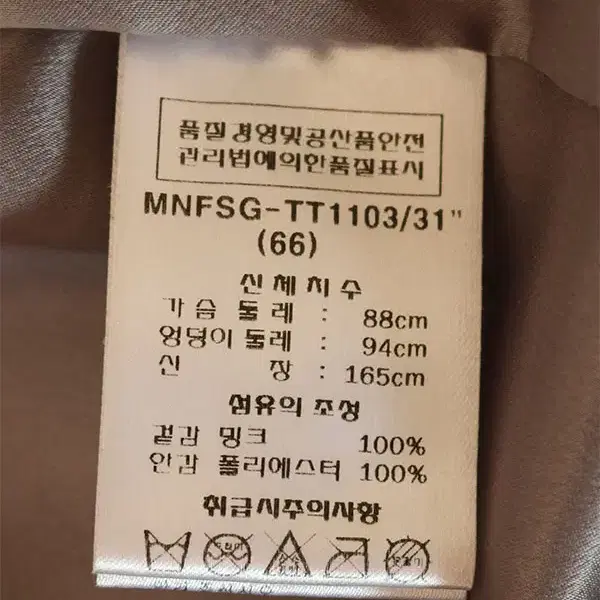 품질경영및공산품안전
관리법에의한품질표시
MNFSG-TT1103/31"
(66)
신체치수
가슴둘레 : 88cm
엉덩이둘레 : 94cm
신 장 : 165cm
섬유의 조성
겉감 밍크 100%
안감 폴리에스터 100%
취급시주의사항